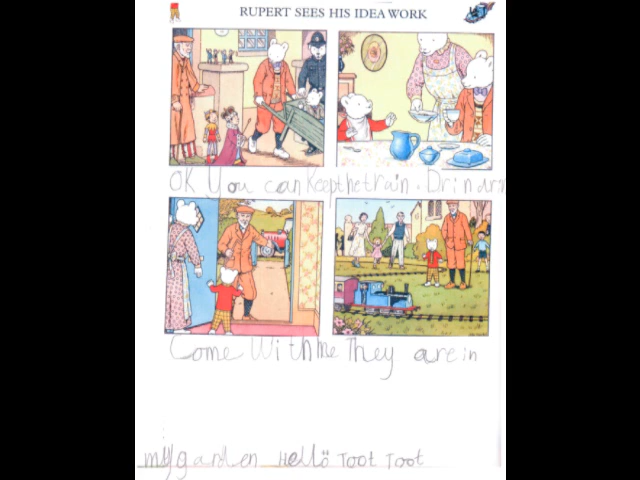 RUPERT SEES HIS IDEA WORK
OK You can Keep the train. Drin drin
Come With me They are in
my garden Hello Toot Toot